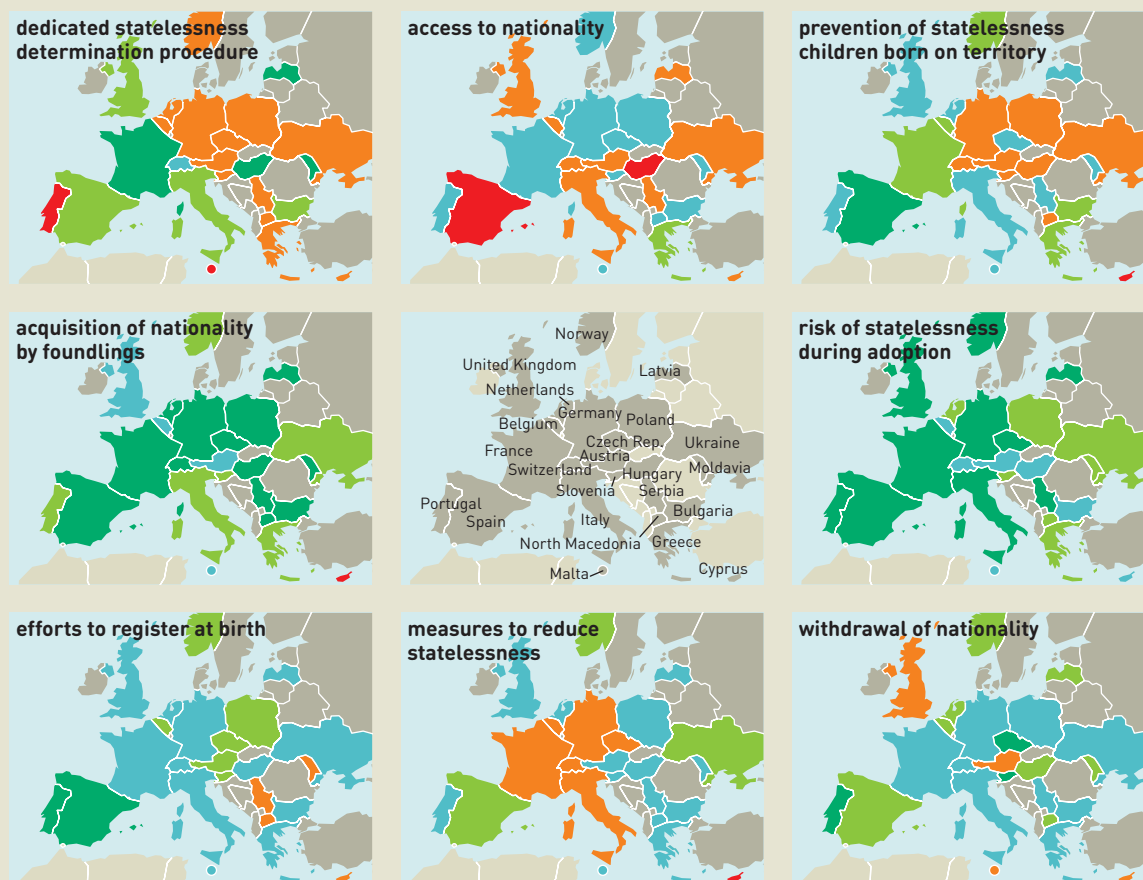 dedicated statelessness
determination procedure
access to nationality
prevention of statelessness
children born on territory
acquisition of nationality
by foundlings
Norway
United Kingdom
Latvia
Netherlands
Germany
Poland
Belgium
Czech Rep.
Ukraine
France
Austria
Switzerland
Hungary
Moldavia
Slovenia
Serbia
Portugal
Spain
Italy
Bulgaria
North Macedonia
Greece
Malta
Cyprus
risk of statelessness
during adoption
efforts to register at birth
measures to reduce
statelessness
withdrawal of nationality